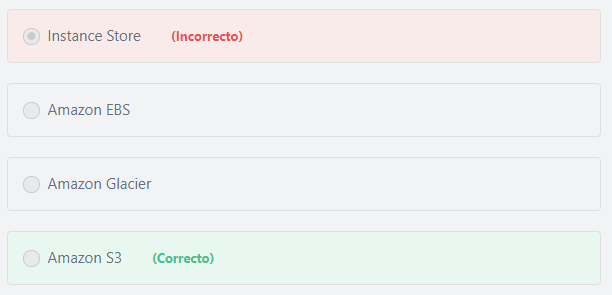 Instance Store (Incorrecto)
Amazon EBS
Amazon Glacier
Amazon S3 (Correcto)